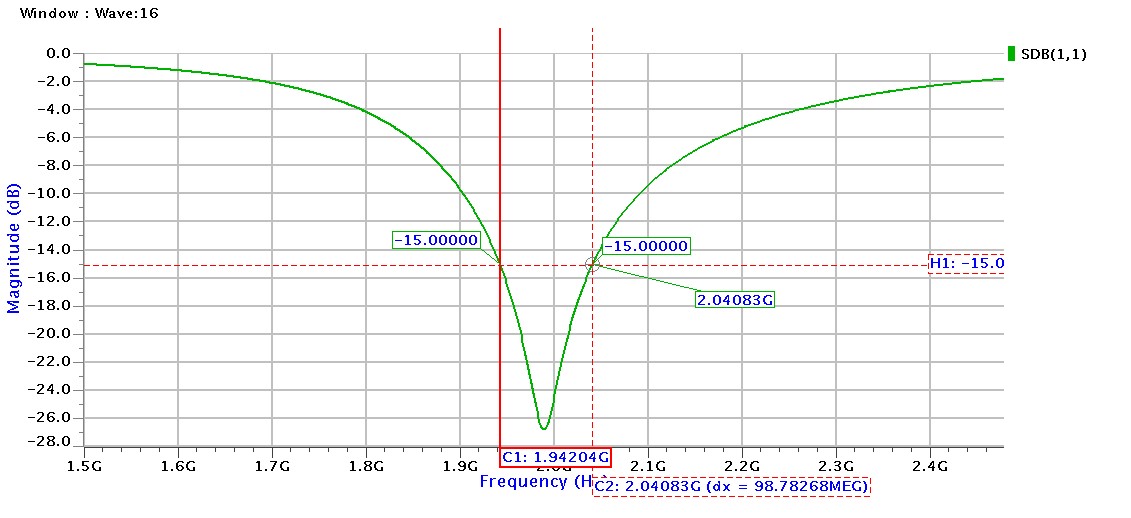 Window : Wave:16
SDB(1,1)
Magnitude (dB)
0.0
-2.0
-4.0
-6.0
-8.0
-10.0
-12.0
-14.0
-16.0
-18.0
-20.0
-22.0
-24.0
-26.0
-28.0
-15.00000
-15.00000
H1: -15.0
2.04083G
C1: 1.94204G
1.5G
1.6G
1.7G
1.8G
1.9G
2.0G
2.1G
2.2G
2.3G
2.4G
Frequency (H
C2: 2.04083G (dx = 98.78268MEG)